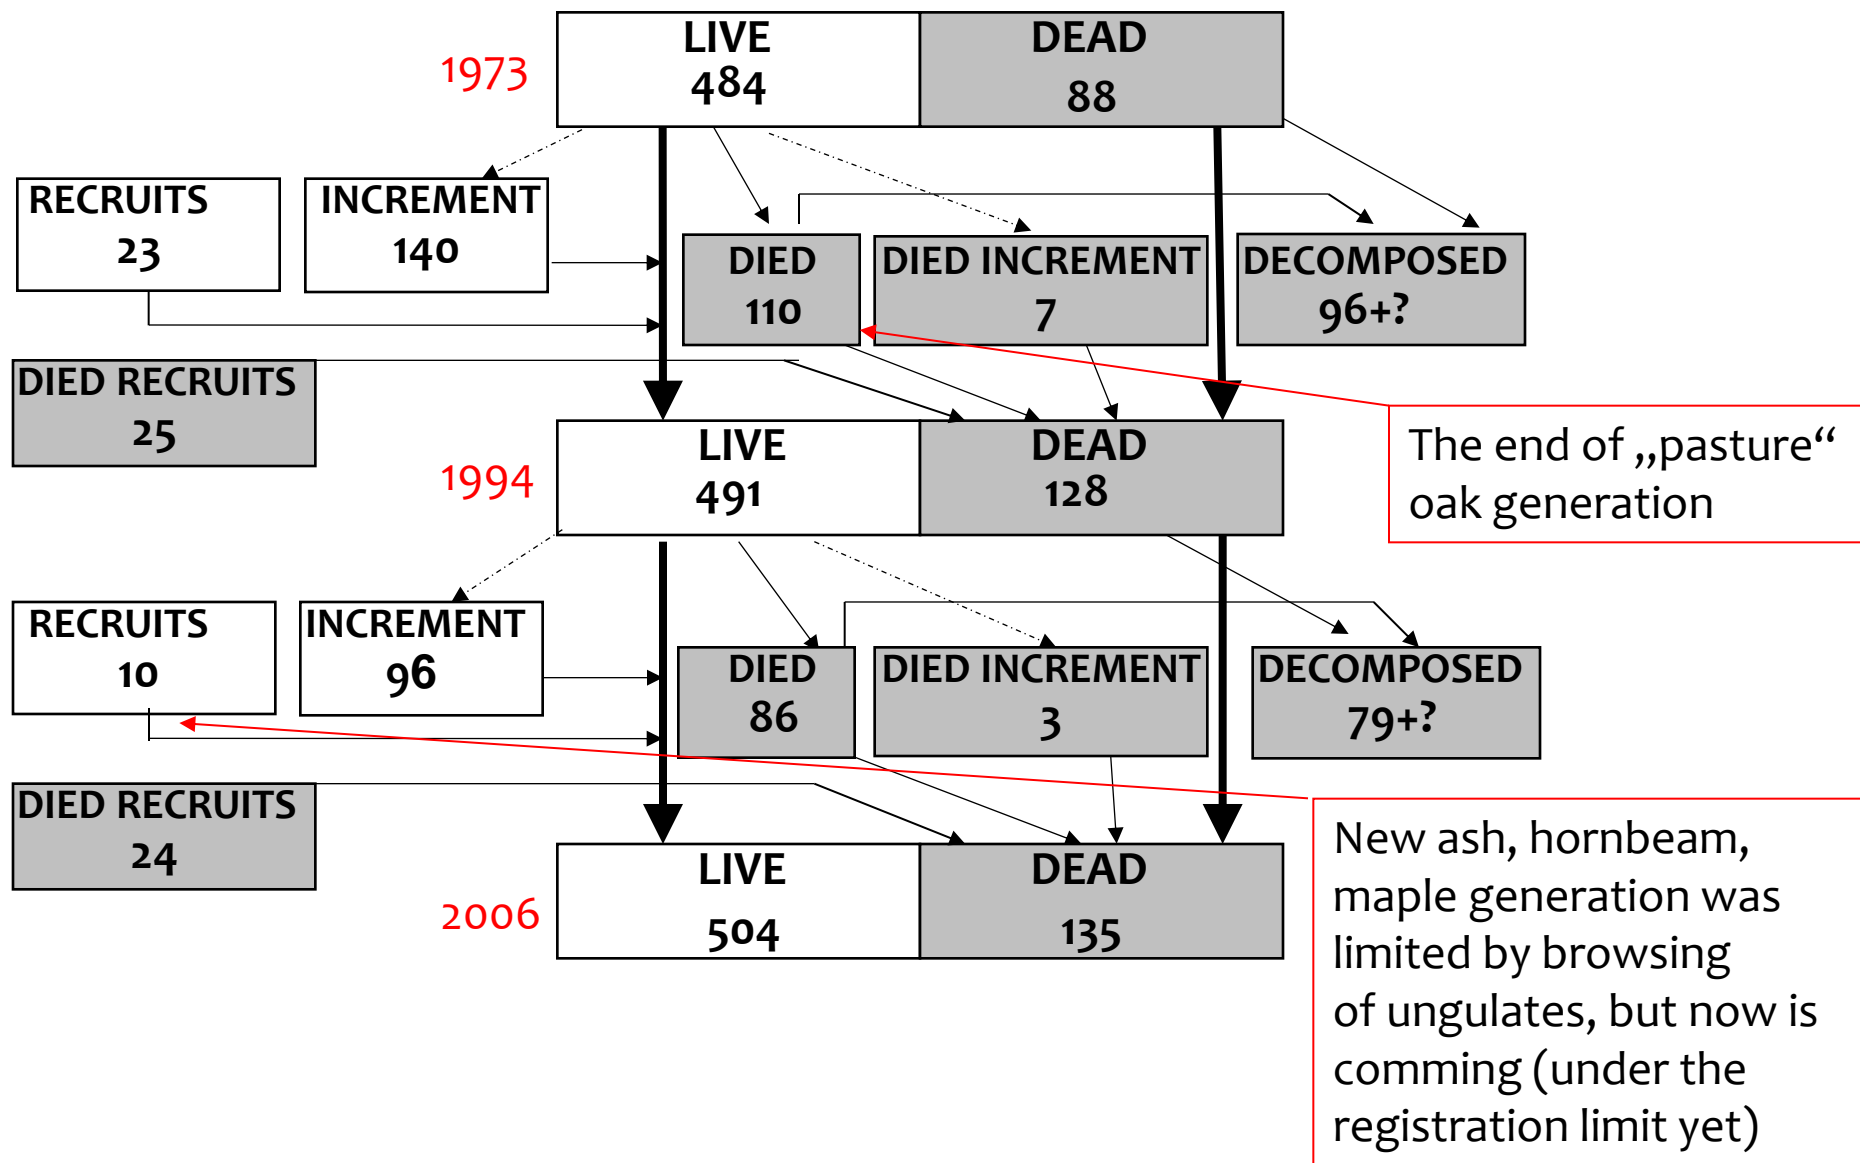 LIVE
484
DEAD
88
1973
RECRUITS
23
INCREMENT
140
DIED
110
DIED INCREMENT
7
DECOMPOSED
96+?
DIED RECRUITS
25
The end of „pasture“
oak generation
LIVE
491
DEAD
128
1994
RECRUITS
10
INCREMENT
96
DIED
86
DIED INCREMENT
3
DECOMPOSED
79+?
DIED RECRUITS
24
LIVE
504
DEAD
135
2006
New ash, hornbeam,
maple generation was
limited by browsing
of ungulates, but now is
comming (under the
registration limit yet)